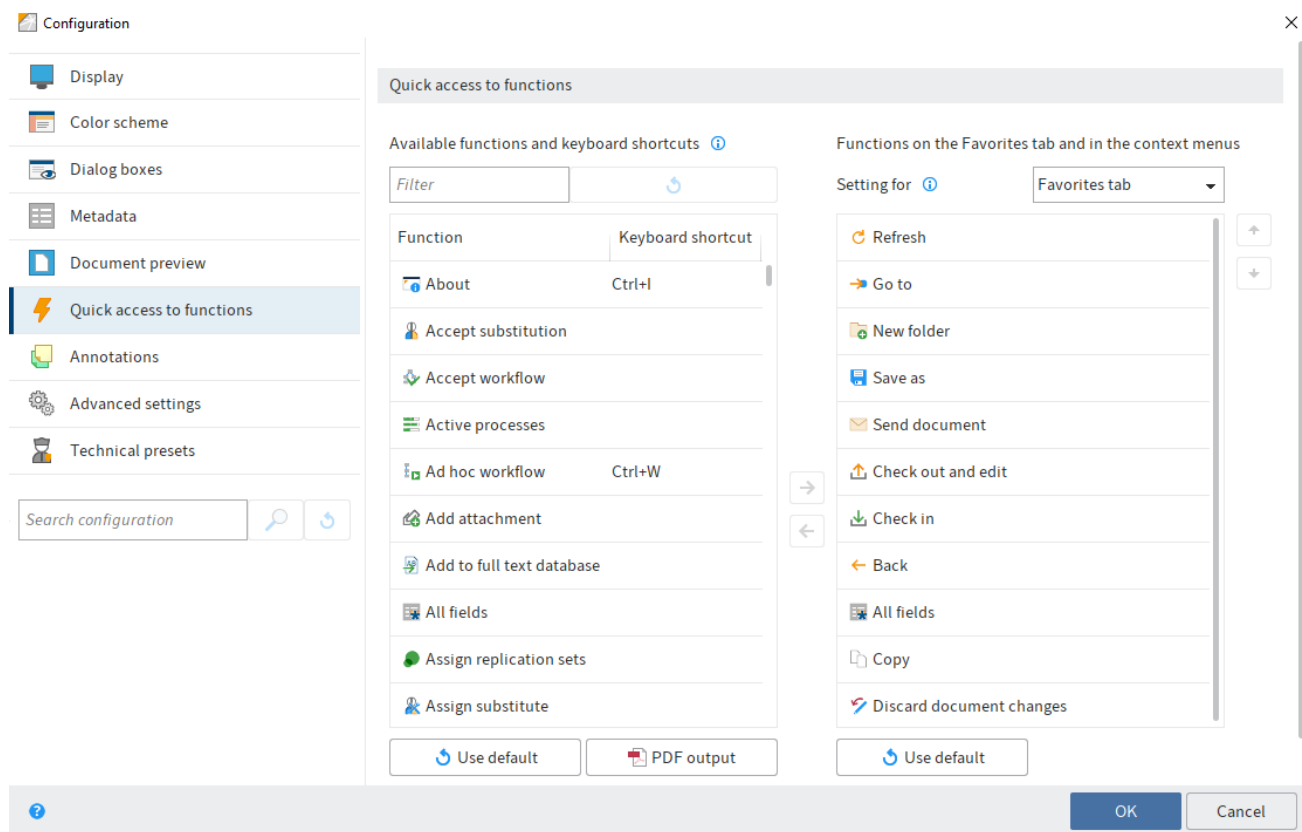 Configuration
Display
Color scheme
Dialog boxes
Metadata
Document preview
Quick access to functions
Annotations
Advanced settings
Technical presets
Search configuration
Quick access to functions
Available functions and keyboard shortcuts
Filter
Function Keyboard shortcut
About Ctrl+I
Accept substitution
Accept workflow
Active processes
Ad hoc workflow Ctrl+W
Add attachment
Add to full text database
All fields
Assign replication sets
Assign substitute
Use default PDF output
Functions on the Favorites tab and in the context menus
Setting for Favorites tab
Refresh
Go to
New folder
Save as
Send document
Check out and edit
Check in
Back
All fields
Copy
Discard document changes
Use default
OK Cancel